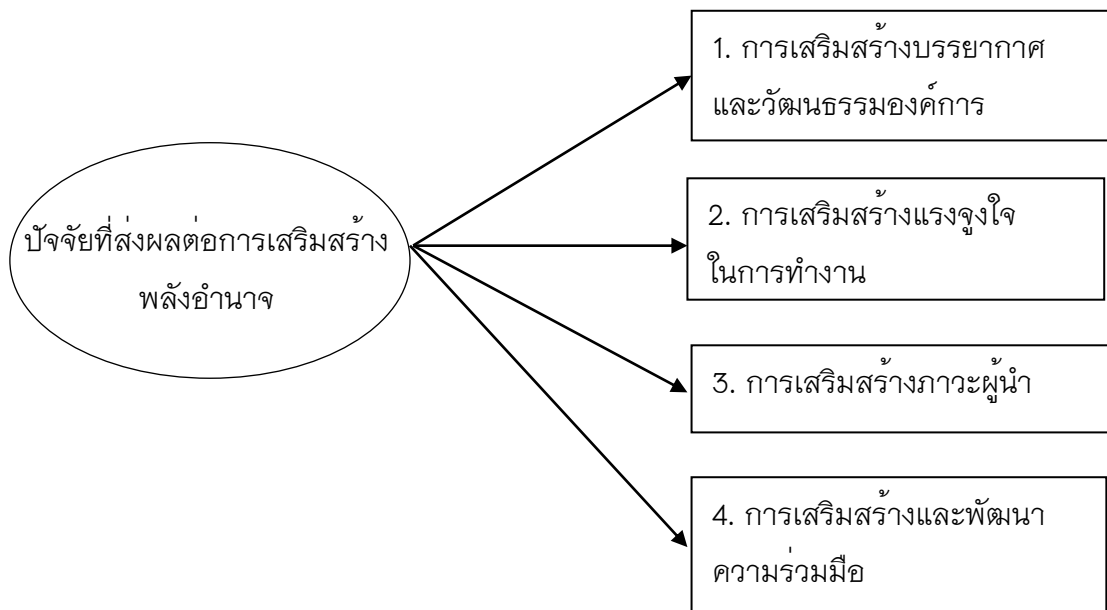 1. การเสริมสร้างบรรยากาศ
และวัฒนธรรมองค์การ
ปัจจัยที่ส่งผลต่อการเสริมสร้าง
พลังอำนาจ
2. การเสริมสร้างแรงจูงใจ
ในการทำงาน
3. การเสริมสร้างภาวะผู้นำ
4. การเสริมสร้างและพัฒนา
ความร่วมมือ